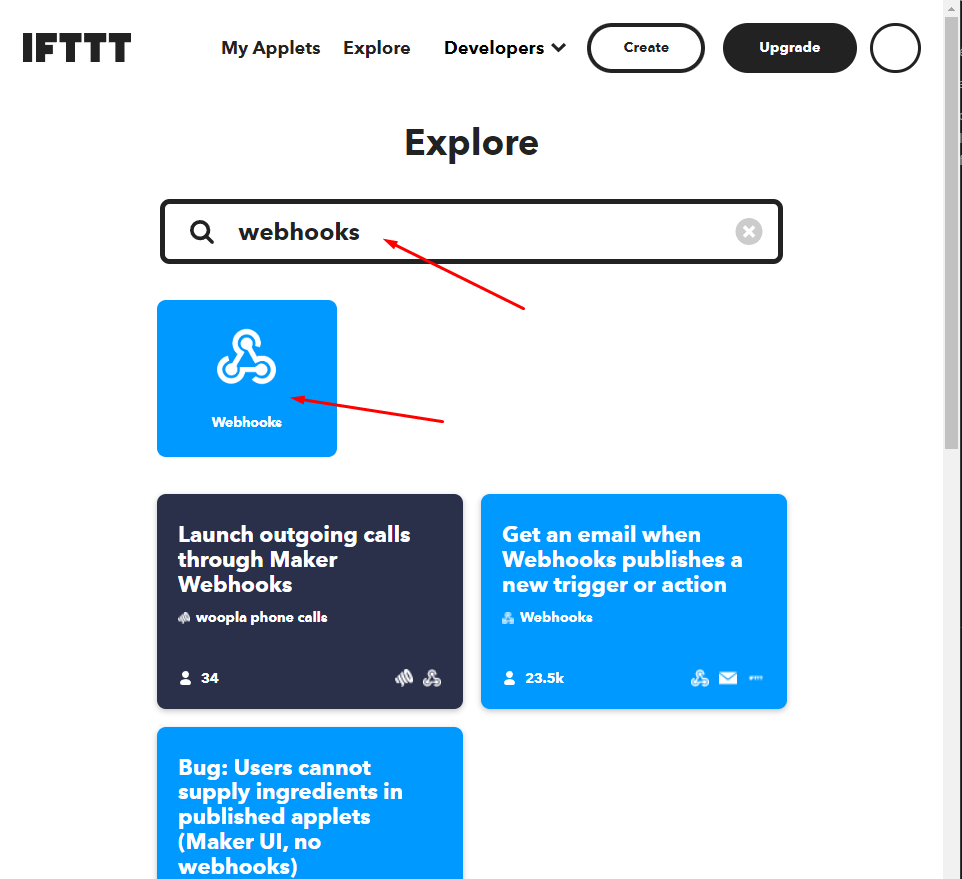 IFTTT
My Applets Explore Developers Create Upgrade
Explore
webhooks
Webhooks
Launch outgoing calls
through Maker
Webhooks
woopla phone calls
34
Get an email when
Webhooks publishes a
new trigger or action
Webhooks
23.5k
Bug: Users cannot
supply ingredients in
published applets
(Maker UI, no
webhooks)